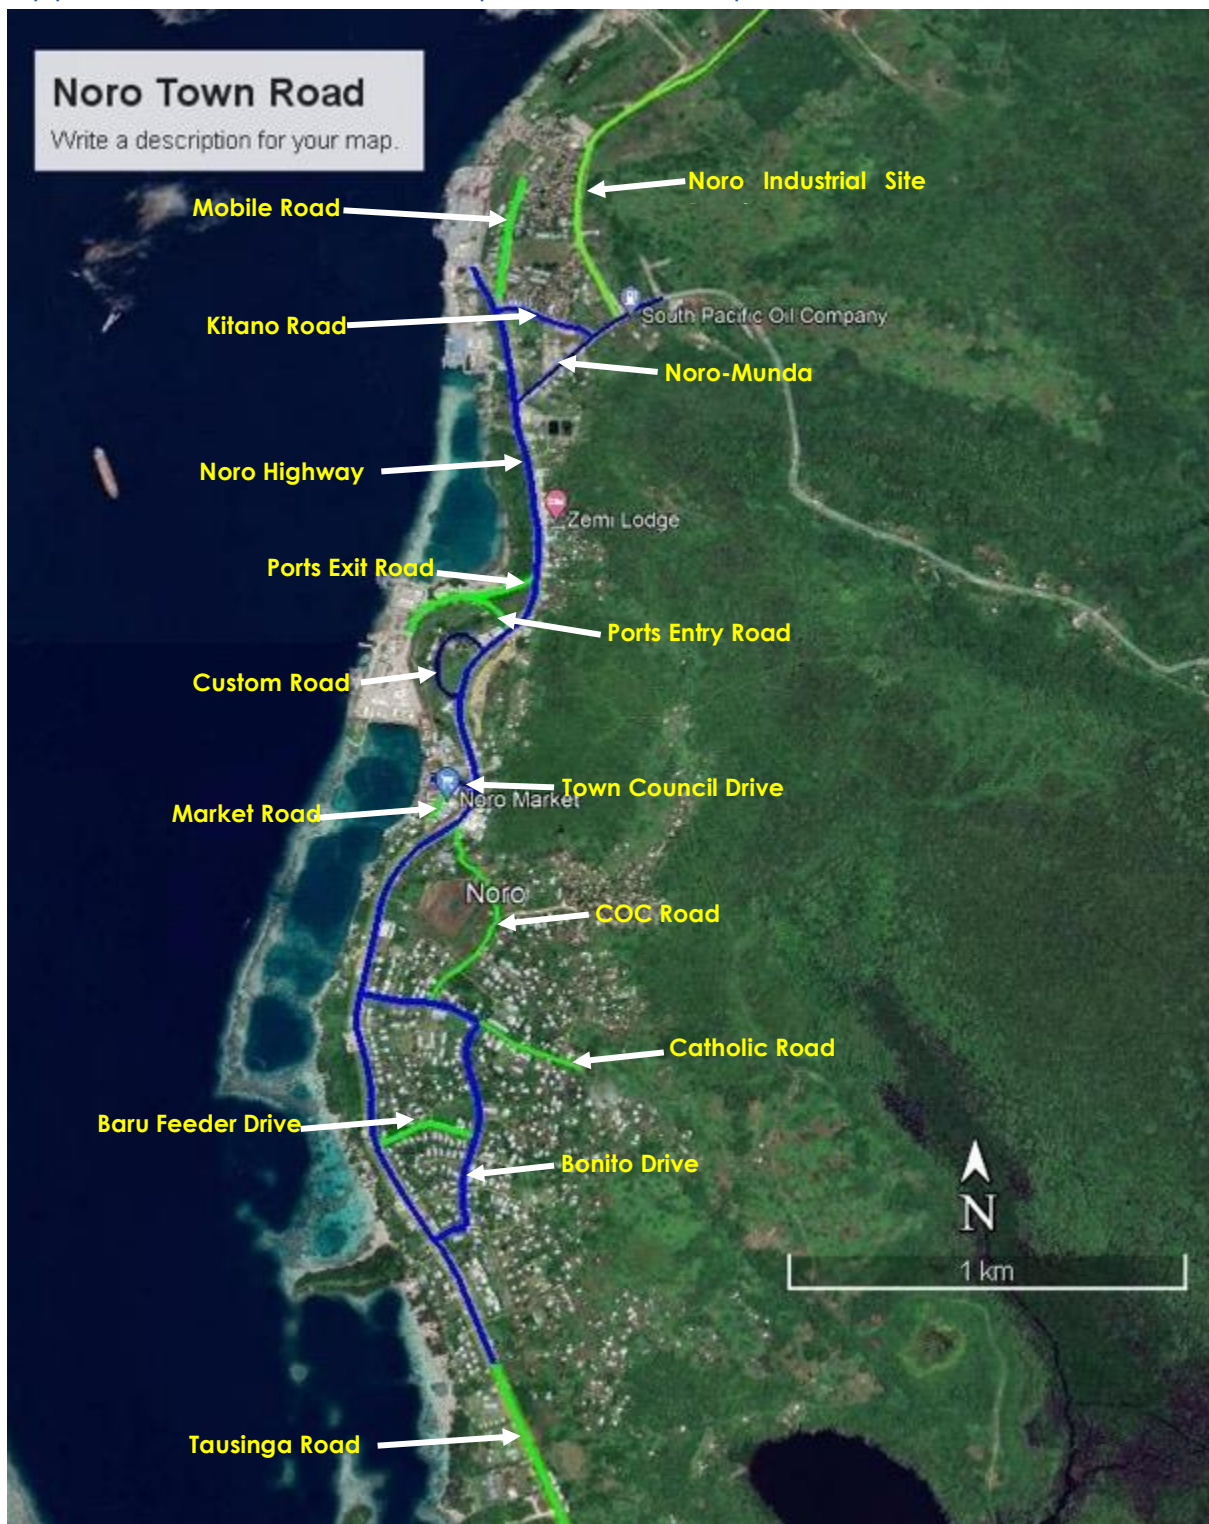 Noro Town Road
Write a description for your map.
Noro Industrial Site
Mobile Road
South Pacific Oil Company
Kitano Road
Noro-Munda
Noro Highway
Zemi Lodge
Ports Exit Road
Ports Entry Road
Custom Road
Town Council Drive
Noro Market
Market Road
Noro
COC Road
Catholic Road
Baru Feeder Drive
Bonito Drive
N
1 km
Tausinga Road